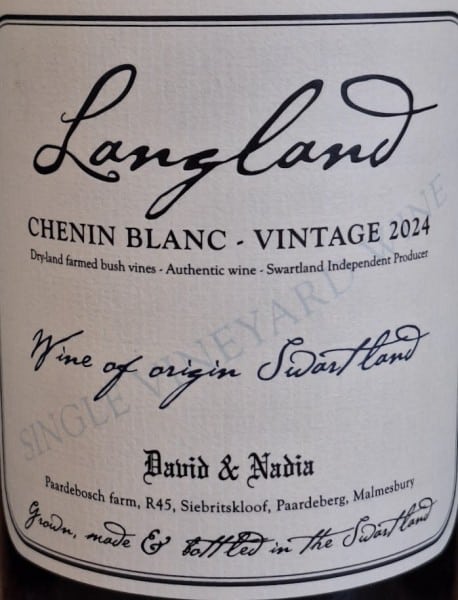 Langland
CHENIN BLANC - VINTAGE 2024
Dry-land farmed bush vines - Authentic wine - Swartland Independent Producer
SINGLE VINEYARD WINE
Wine of origin Swartland
David & Nadia
Paardebosch farm, R45, Siebritskloof, Paardeberg, Malmesbury
Grown, made & bottled in the Swartland